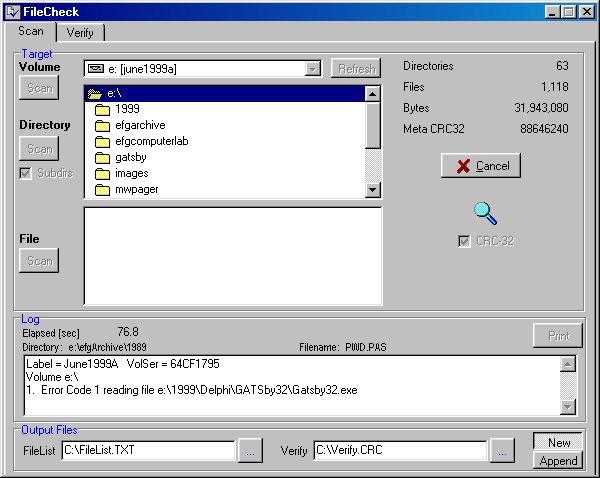 FileCheck
Scan Verify
Target
Volume
e: [june1999a]
Refresh
Scan
e:\
1999
efgarchive
efgcomputerlab
gatsby
images
mwpager
Directory
Scan
Subdirs
File
Scan
Directories 63
Files 1,118
Bytes 31,943,080
Meta CRC32 88646240
Cancel
CRC-32
Log
Elapsed [sec] 76.8
Directory: e:\efgArchive\1989 Filename: PWD.PAS
Print
Label = June1999A VolSer = 64CF1795
Volume e:\
1. Error Code 1 reading file e:\1999\Delphi\GATSby32\Gatsby32.exe
Output Files
FileList C:\FileList.TXT ... Verify C:\Verify.CRC ...
New
Append